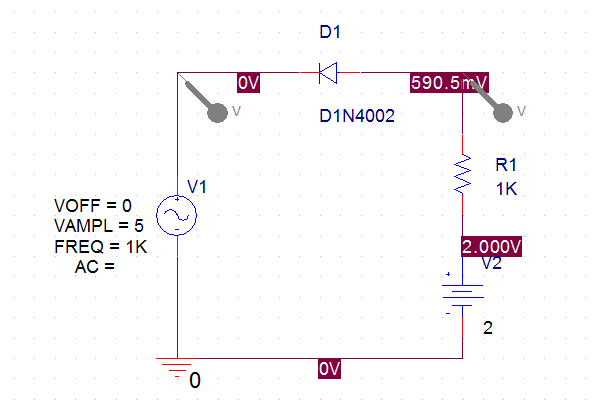 D1
0V
590.5mV
V
V
D1N4002
R1
1K
V1
VOFF = 0
VAMPL = 5
FREQ = 1K
AC =
2.000V
V2
+
-
2
0V
0